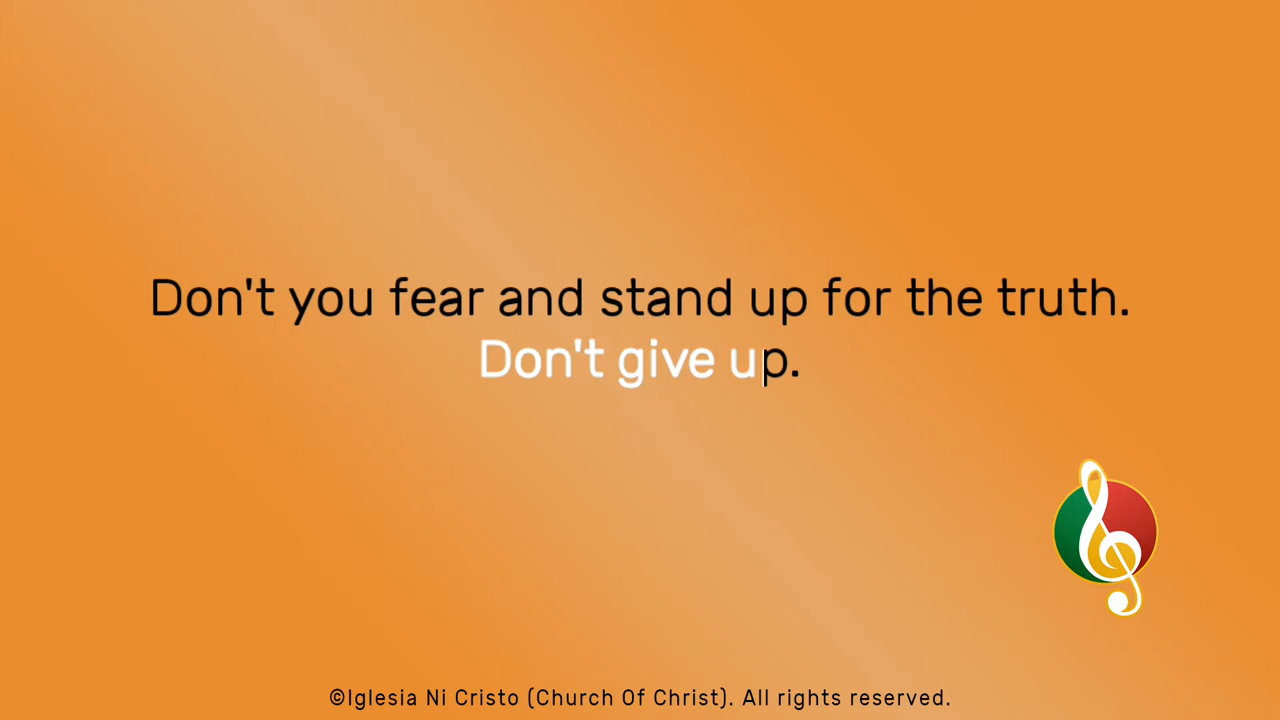 Don't you fear and stand up for the truth.
Don't give up.
©Iglesia Ni Cristo (Church Of Christ). All rights reserved.